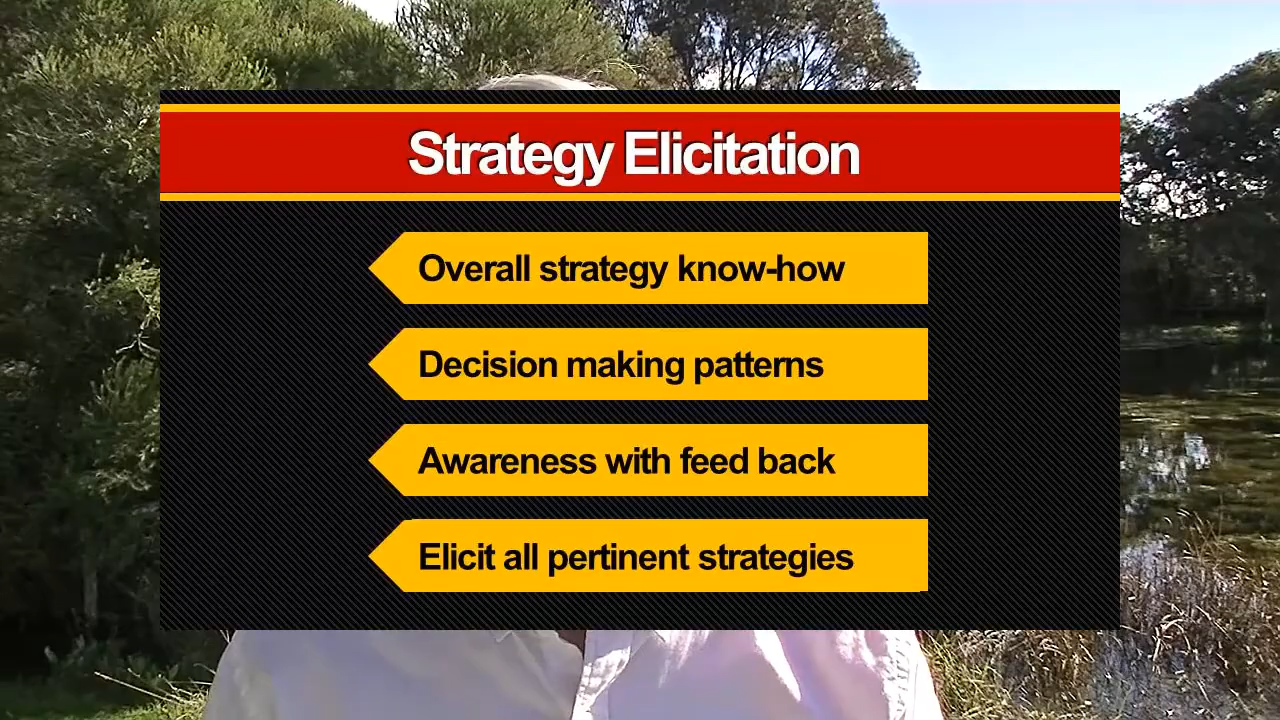 Strategy Elicitation
Overall strategy know-how
Decision making patterns
Awareness with feed back
Elicit all pertinent strategies